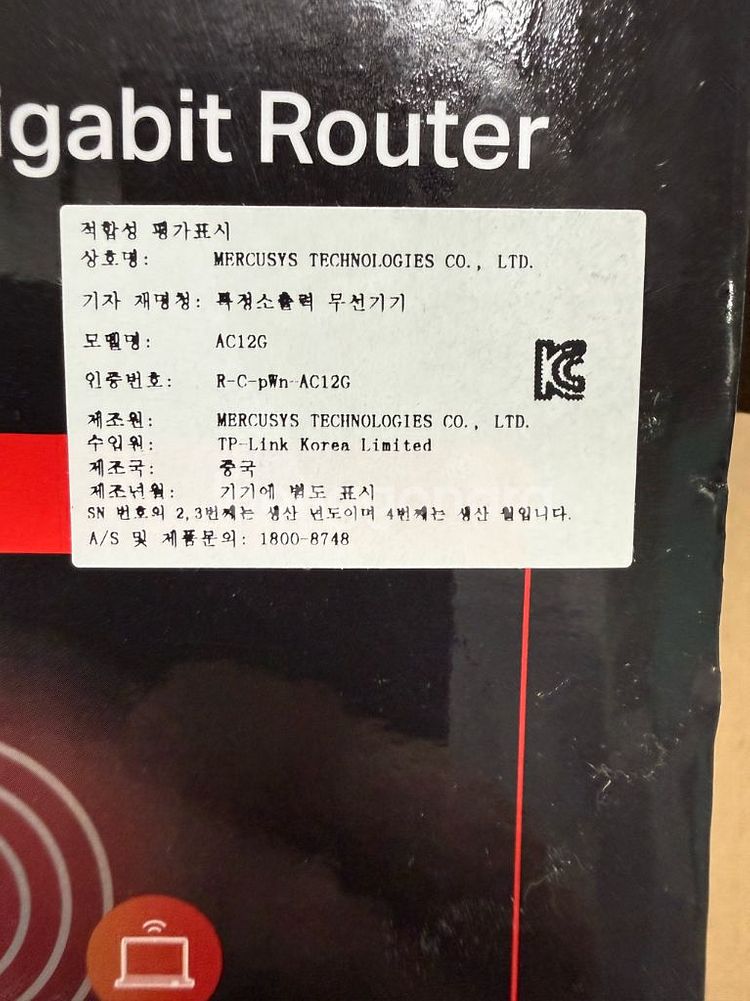 igabit Router
적합성 평가표시
상호명: MERCUSYS TECHNOLOGIES CO., LTD.
기자재명칭: 특정소출력 무선기기
모델명: AC12G
인증번호: R-C-pWn-AC12G
제조원: MERCUSYS TECHNOLOGIES CO., LTD.
수입원: TP-Link Korea Limited
제조국: 중국
제조년월: 기기에 별도 표시
SN 번호의 2,3번째는 생산 년도이며 4번째는 생산 월입니다.
A/S 및 제품문의: 1800-8748